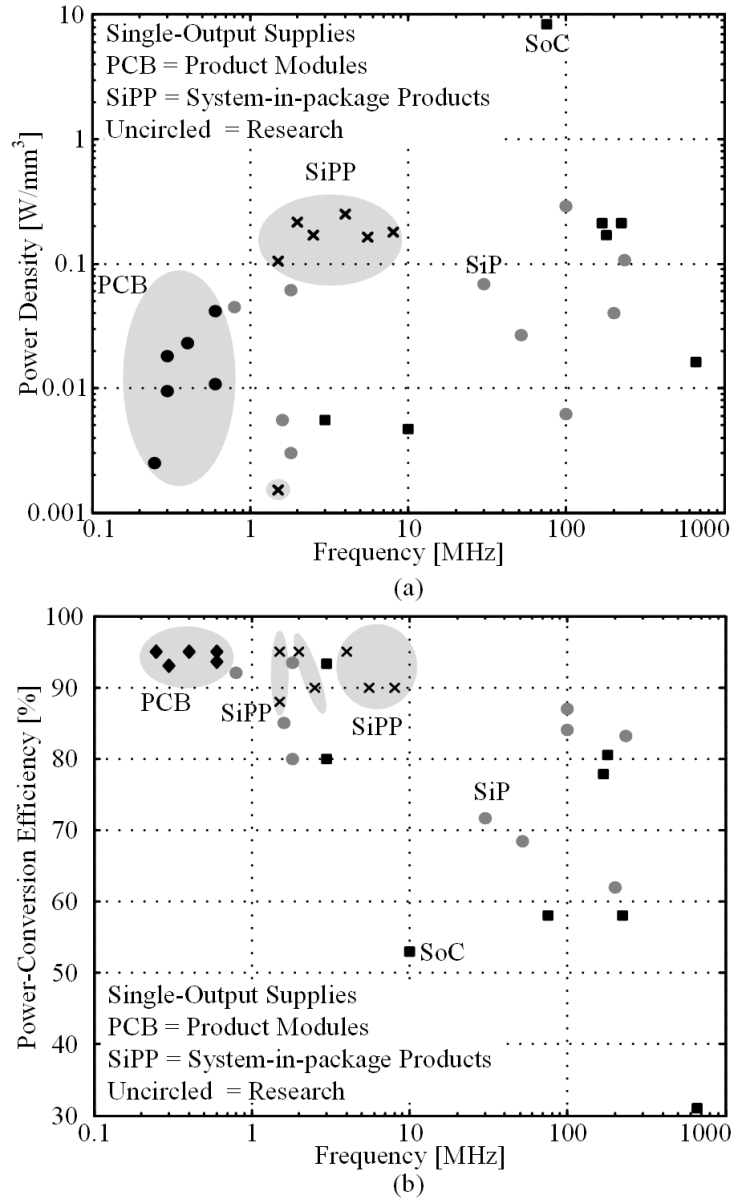 10
Single-Output Supplies
PCB = Product Modules
SiPP = System-in-package Products
Uncircled = Research
SoC
1
SiPP
Power Density [W/mm³]
0.1
PCB
SiP
0.01
0.001
0.1
1
10
100
1000
Frequency [MHz]
(a)
100
90
PCB
SiPP
SiPP
Power-Conversion Efficiency [%]
80
SiP
70
60
SoC
50
Single-Output Supplies
PCB = Product Modules
40
SiPP = System-in-package Products
Uncircled = Research
30
0.1
1
10
100
1000
Frequency [MHz]
(b)